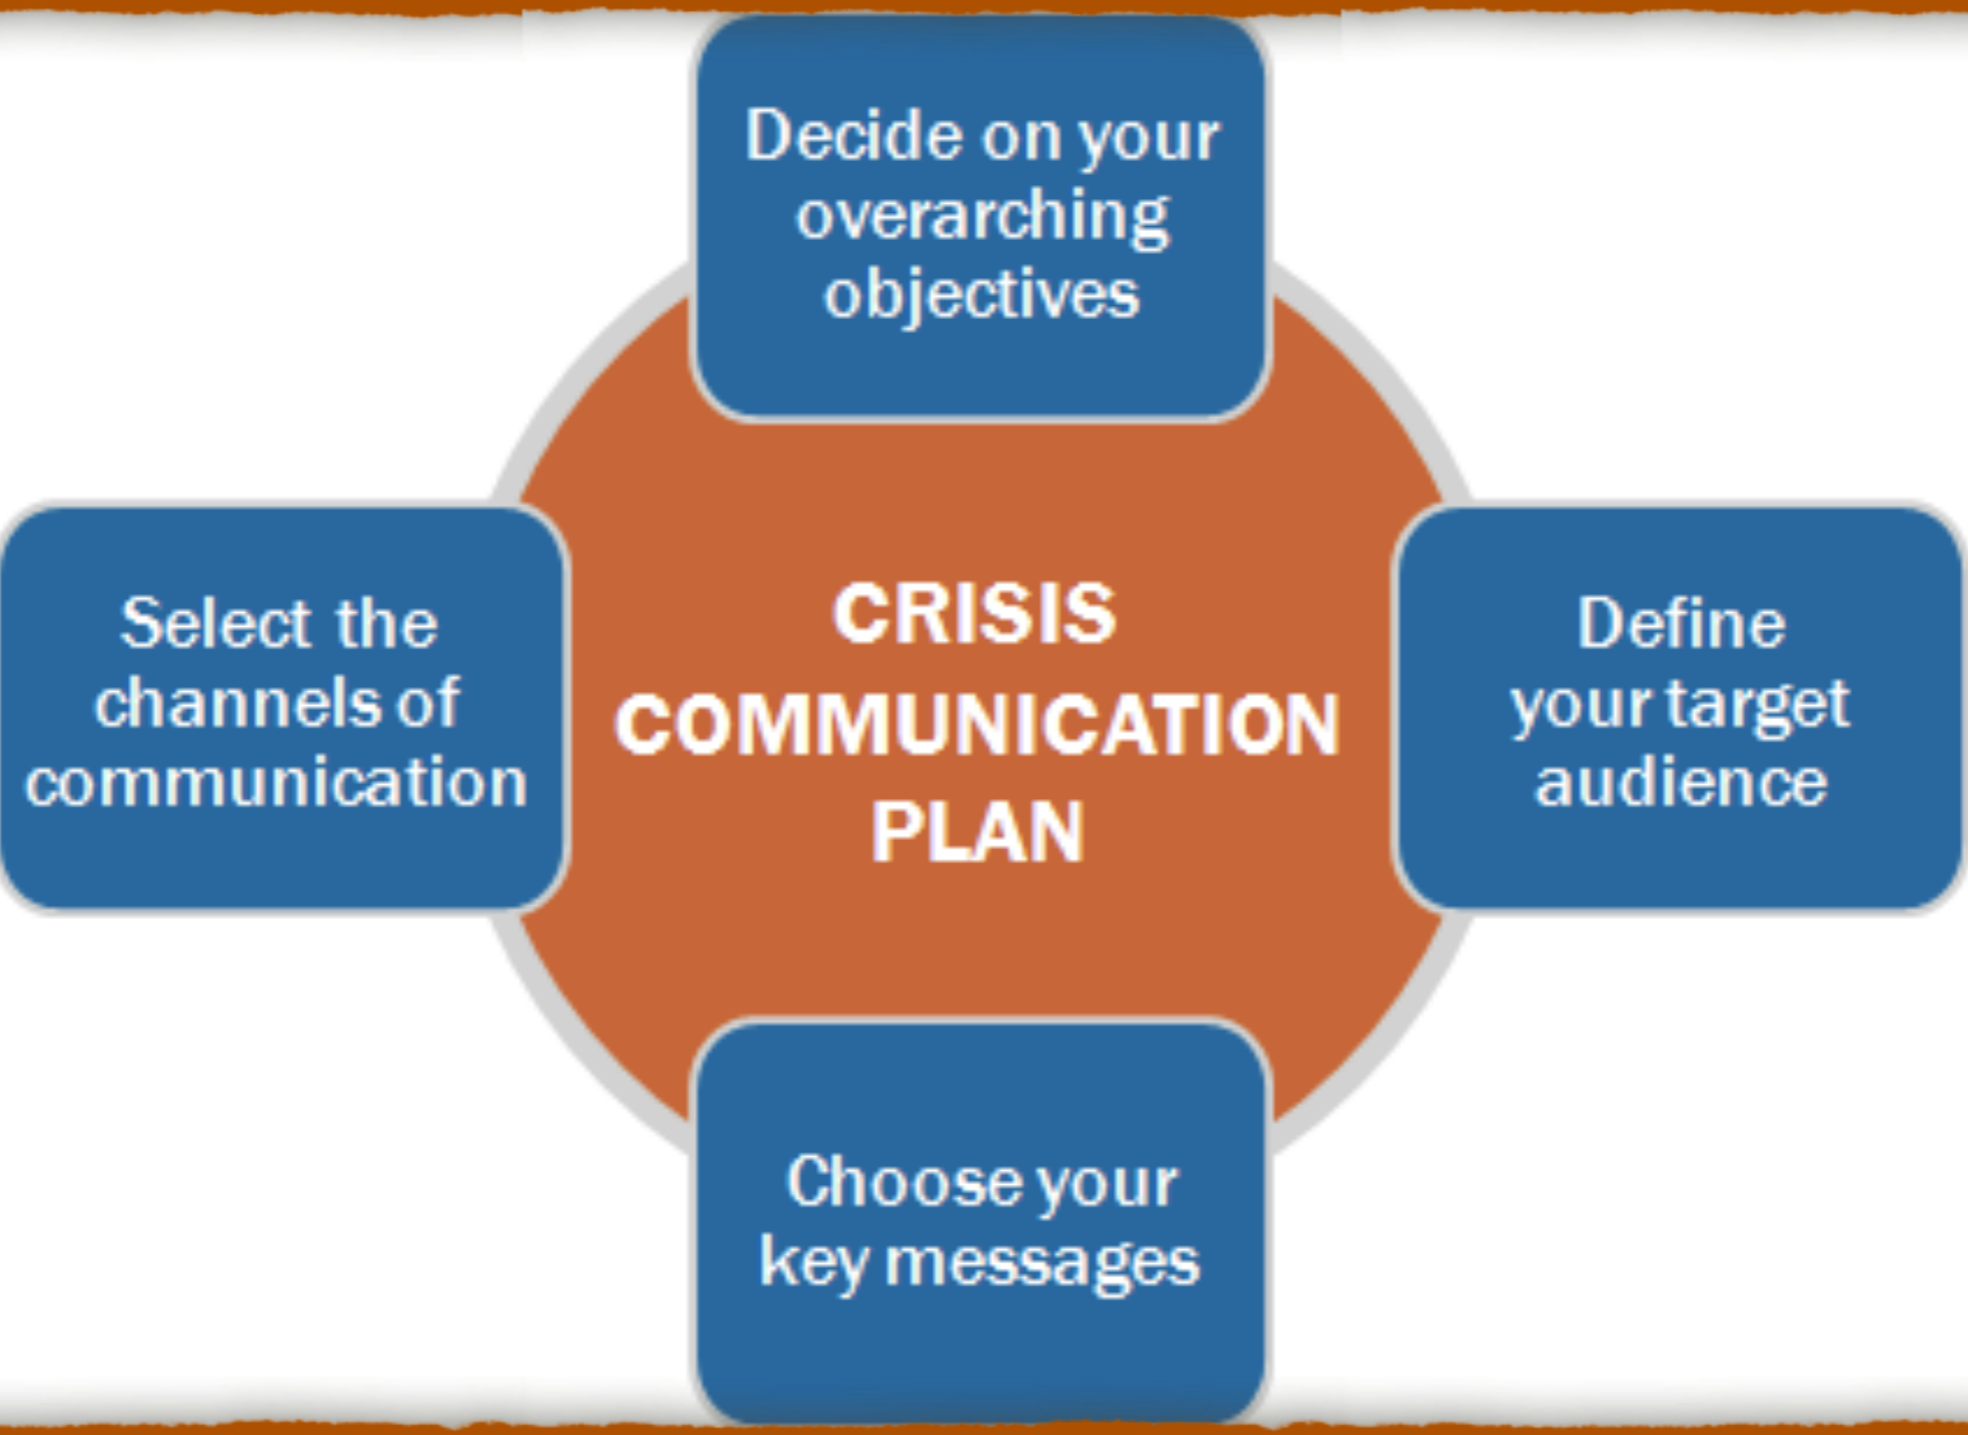 Decide on your
overarching
objectives
Select the
channels of
communication
CRISIS
COMMUNICATION
PLAN
Define
your target
audience
Choose your
key messages